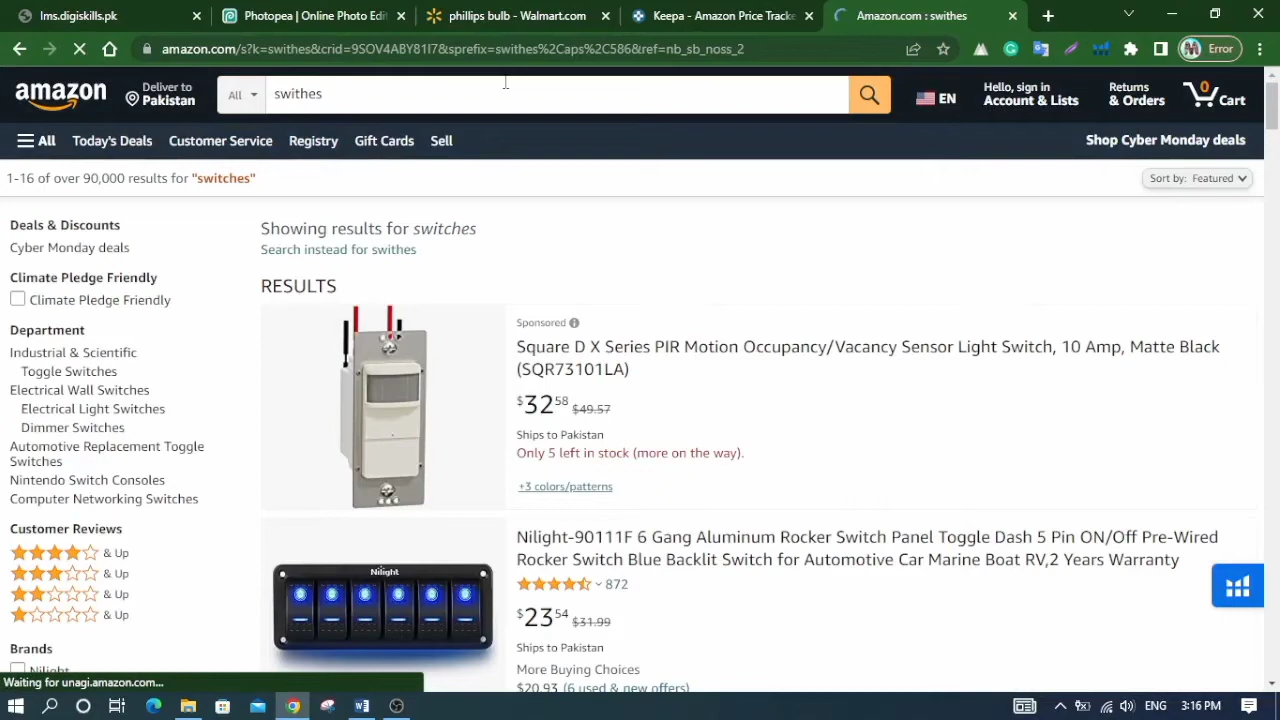 lms.digiskills.pk
Photopea | Online Photo Edit
phillips bulb - Walmart.com
Keepa - Amazon Price Tracke
Amazon.com : swithes
amazon.com/s?k=swithes&crid=9SOV4ABY81I7&sprefix=swithes%2Caps%2C586&ref=nb_sb_noss_2
Error
amazon
Deliver to
Pakistan
All
swithes
EN
Hello, sign in
Account & Lists
Returns
& Orders
0
Cart
All
Today's Deals
Customer Service
Registry
Gift Cards
Sell
Shop Cyber Monday deals
1-16 of over 90,000 results for "switches"
Sort by: Featured
Deals & Discounts
Cyber Monday deals
Climate Pledge Friendly
Climate Pledge Friendly
Department
Industrial & Scientific
Toggle Switches
Electrical Wall Switches
Electrical Light Switches
Dimmer Switches
Automotive Replacement Toggle
Switches
Nintendo Switch Consoles
Computer Networking Switches
Customer Reviews
& Up
& Up
& Up
& Up
Brands
Nilight
Showing results for switches
Search instead for swithes
RESULTS
Sponsored
Square D X Series PIR Motion Occupancy/Vacancy Sensor Light Switch, 10 Amp, Matte Black
(SQR73101LA)
$32.58 $49.57
Ships to Pakistan
Only 5 left in stock (more on the way).
+3 colors/patterns
Nilight
Nilight-90111F 6 Gang Aluminum Rocker Switch Panel Toggle Dash 5 Pin ON/Off Pre-Wired
Rocker Switch Blue Backlit Switch for Automotive Car Marine Boat RV,2 Years Warranty
872
$23.54 $31.99
Ships to Pakistan
More Buying Choices
$20.93 (6 used & new offers)
Waiting for unagi.amazon.com...
ENG
3:16 PM